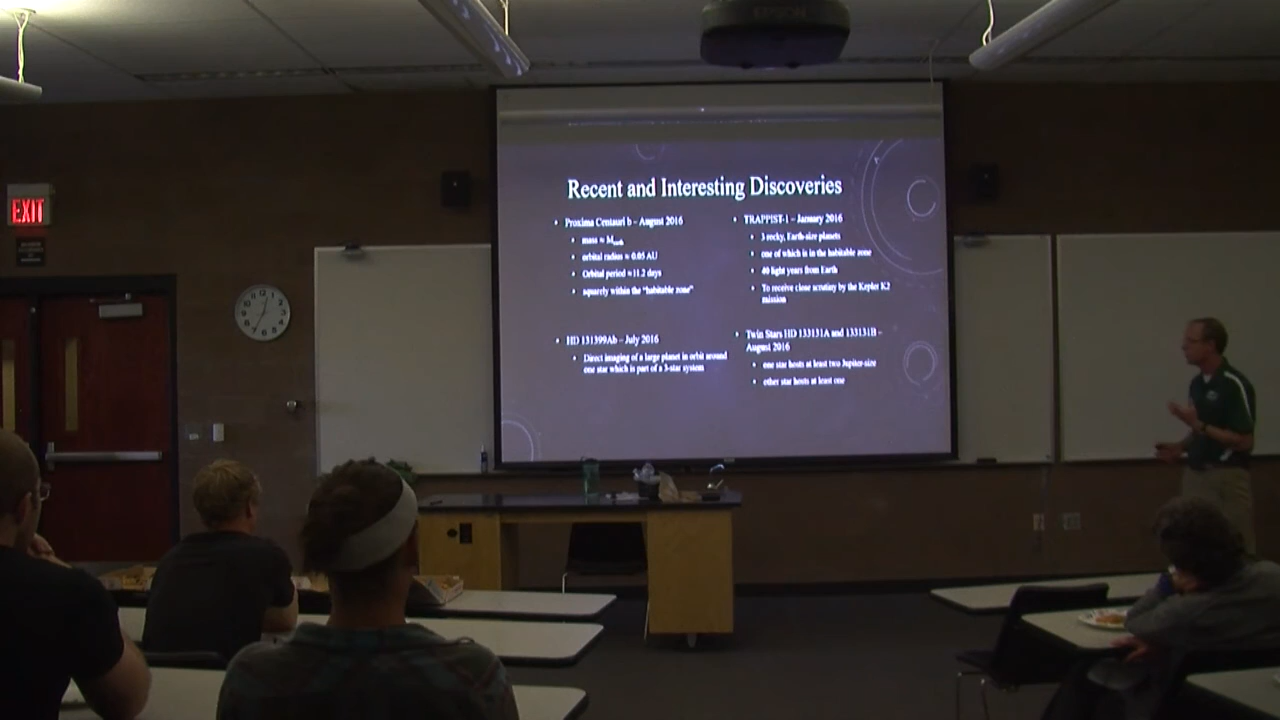 EPSON
EXIT
Recent and Interesting Discoveries
• Proxima Centauri b – August 2016
• mass ≈ M_earth
• orbital radius ≈ 0.05 AU
• Orbital period ≈11.2 days
• squarely within the "habitable zone"
• HD 131399Ab – July 2016
• Direct imaging of a large planet in orbit around
one star which is part of a 3-star system
• TRAPPIST-1 – January 2016
• 3 rocky, Earth-size planets
• one of which is in the habitable zone
• 40 light years from Earth
• To receive close scrutiny by the Kepler K2
mission
• Twin Stars HD 133131A and 133131B –
August 2016
• one star hosts at least two Jupiter-size
• other star hosts at least one